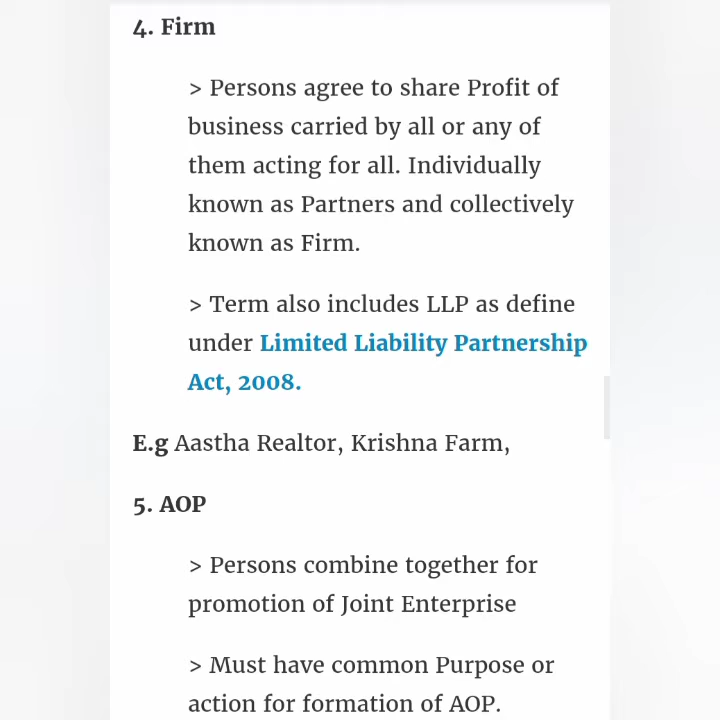 4. Firm
> Persons agree to share Profit of
business carried by all or any of
them acting for all. Individually
known as Partners and collectively
known as Firm.
> Term also includes LLP as define
under Limited Liability Partnership
Act, 2008.
E.g Aastha Realtor, Krishna Farm,
5. AOP
> Persons combine together for
promotion of Joint Enterprise
> Must have common Purpose or
action for formation of AOP.